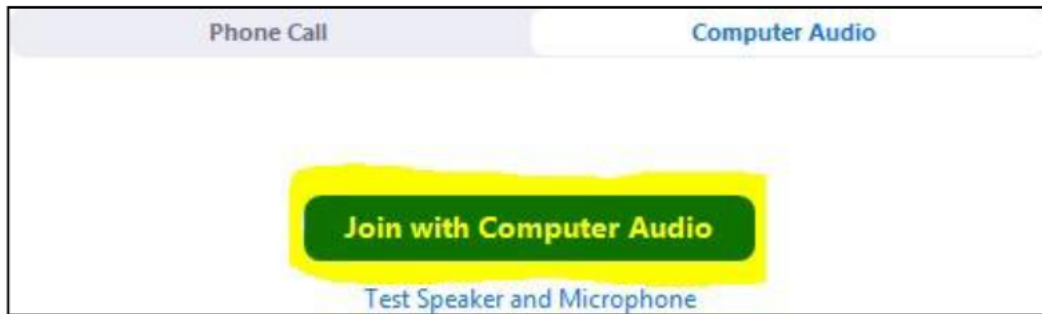 Phone Call
Computer Audio
Join with Computer Audio
Test Speaker and Microphone